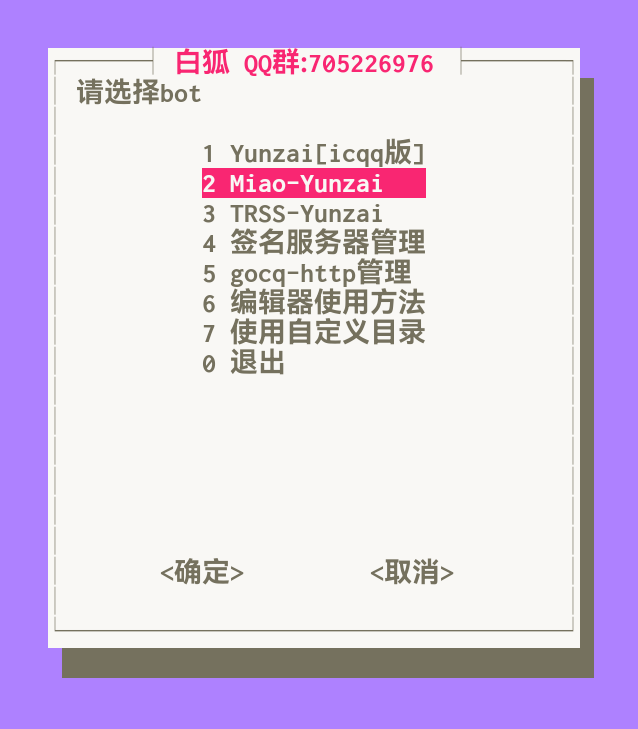 白狐 QQ群:705226976
请选择bot
1 Yunzai[icqq版]
2 Miao-Yunzai
3 TRSS-Yunzai
4 签名服务器管理
5 gocq-http管理
6 编辑器使用方法
7 使用自定义目录
0 退出
<确定> <取消>